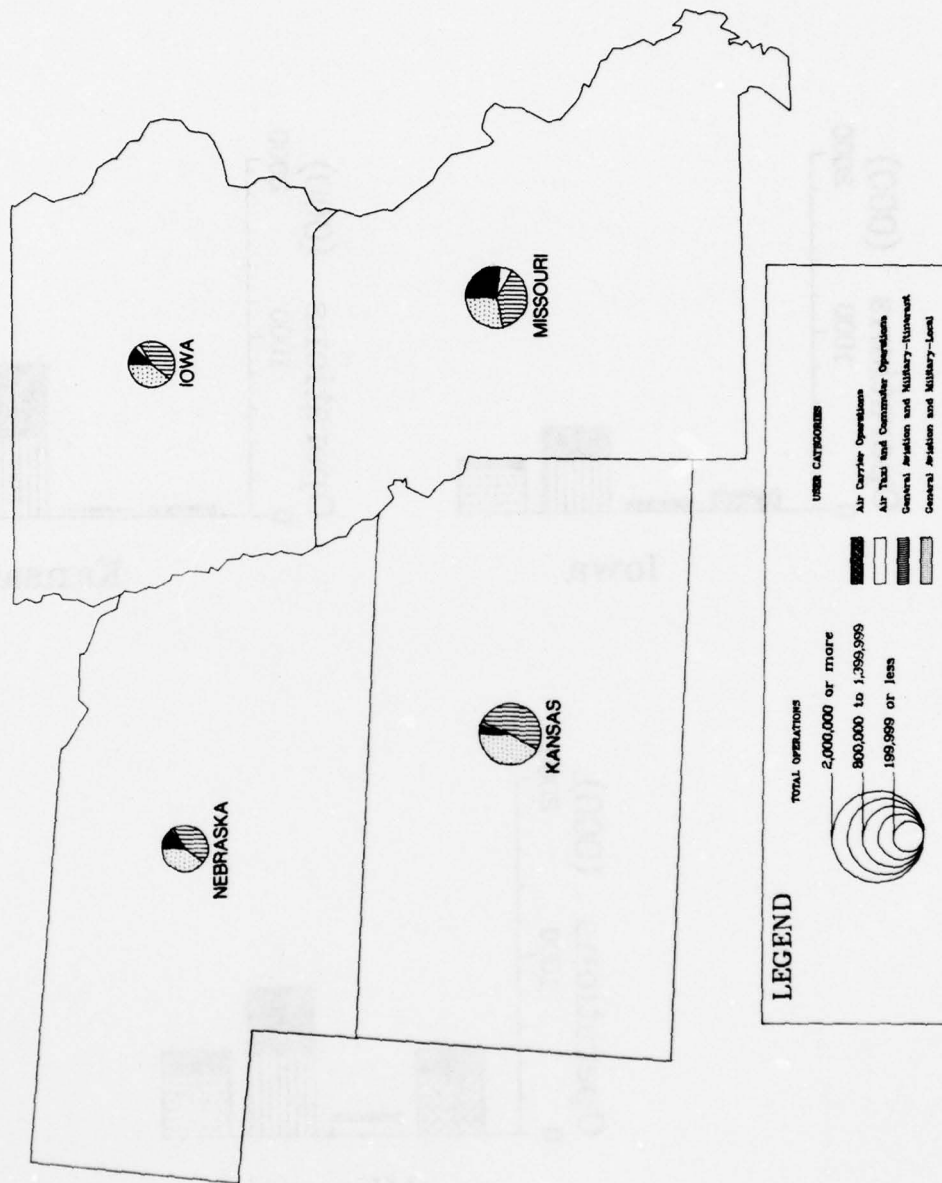 IOWA
NEBRASKA
MISSOURI
KANSAS
LEGEND
TOTAL OPERATIONS
2,000,000 or more
800,000 to 1,399,999
199,999 or less
USER CATEGORIES
Air Carrier Operations
Air Taxi and Commuter Operations
General Aviation and Military-Itinerant
General Aviation and Military-Local